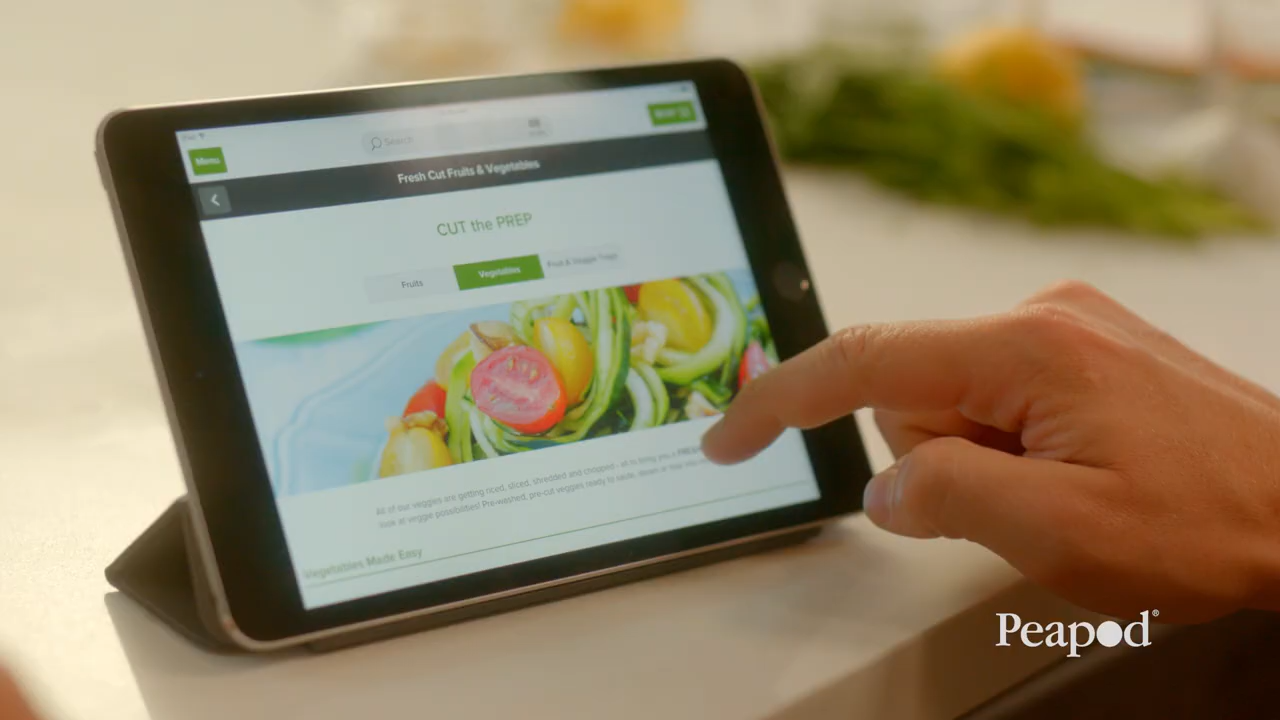 iPad
Search
Menu
Fresh Cut Fruits & Vegetables
CUT the PREP
Fruits
Vegetables
Fruit & Veggie Trays
All of our veggies are getting riced, sliced, shredded and chopped - all to bring you a FRESH
look at veggie possibilities! Pre-washed, pre-cut veggies ready to saute, steam or
Vegetables Made Easy
Peapod®